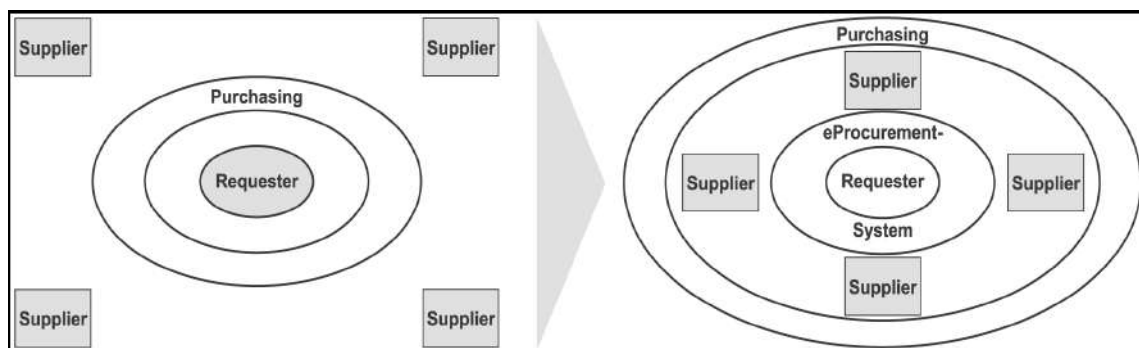 Supplier
Supplier
Purchasing
Requester
Supplier
Supplier
Purchasing
Supplier
eProcurement-
Supplier
Requester
Supplier
System
Supplier